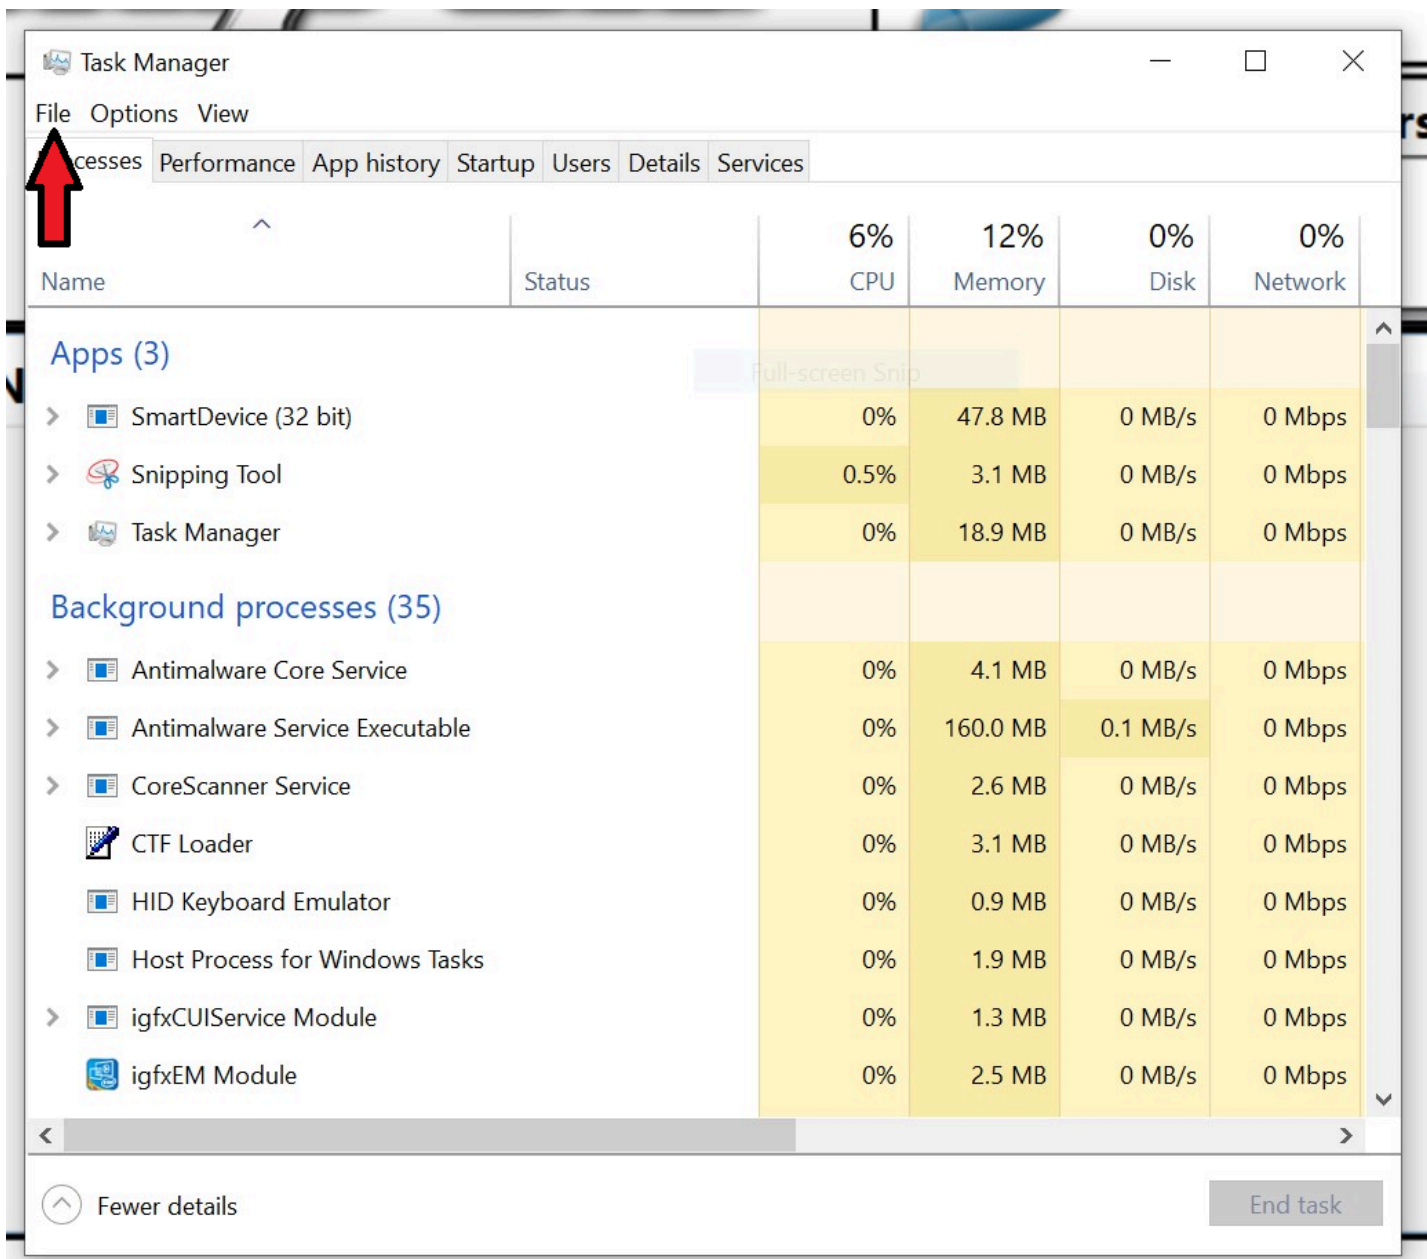 Task Manager
File Options View
cesses Performance App history Startup Users Details Services
6% 12% 0% 0%
Name Status CPU Memory Disk Network
Apps (3)
Full-screen Snip
SmartDevice (32 bit) 0% 47.8 MB 0 MB/s 0 Mbps
Snipping Tool 0.5% 3.1 MB 0 MB/s 0 Mbps
Task Manager 0% 18.9 MB 0 MB/s 0 Mbps
Background processes (35)
Antimalware Core Service 0% 4.1 MB 0 MB/s 0 Mbps
Antimalware Service Executable 0% 160.0 MB 0.1 MB/s 0 Mbps
CoreScanner Service 0% 2.6 MB 0 MB/s 0 Mbps
CTF Loader 0% 3.1 MB 0 MB/s 0 Mbps
HID Keyboard Emulator 0% 0.9 MB 0 MB/s 0 Mbps
Host Process for Windows Tasks 0% 1.9 MB 0 MB/s 0 Mbps
igfxCUIService Module 0% 1.3 MB 0 MB/s 0 Mbps
igfxEM Module 0% 2.5 MB 0 MB/s 0 Mbps
Fewer details End task